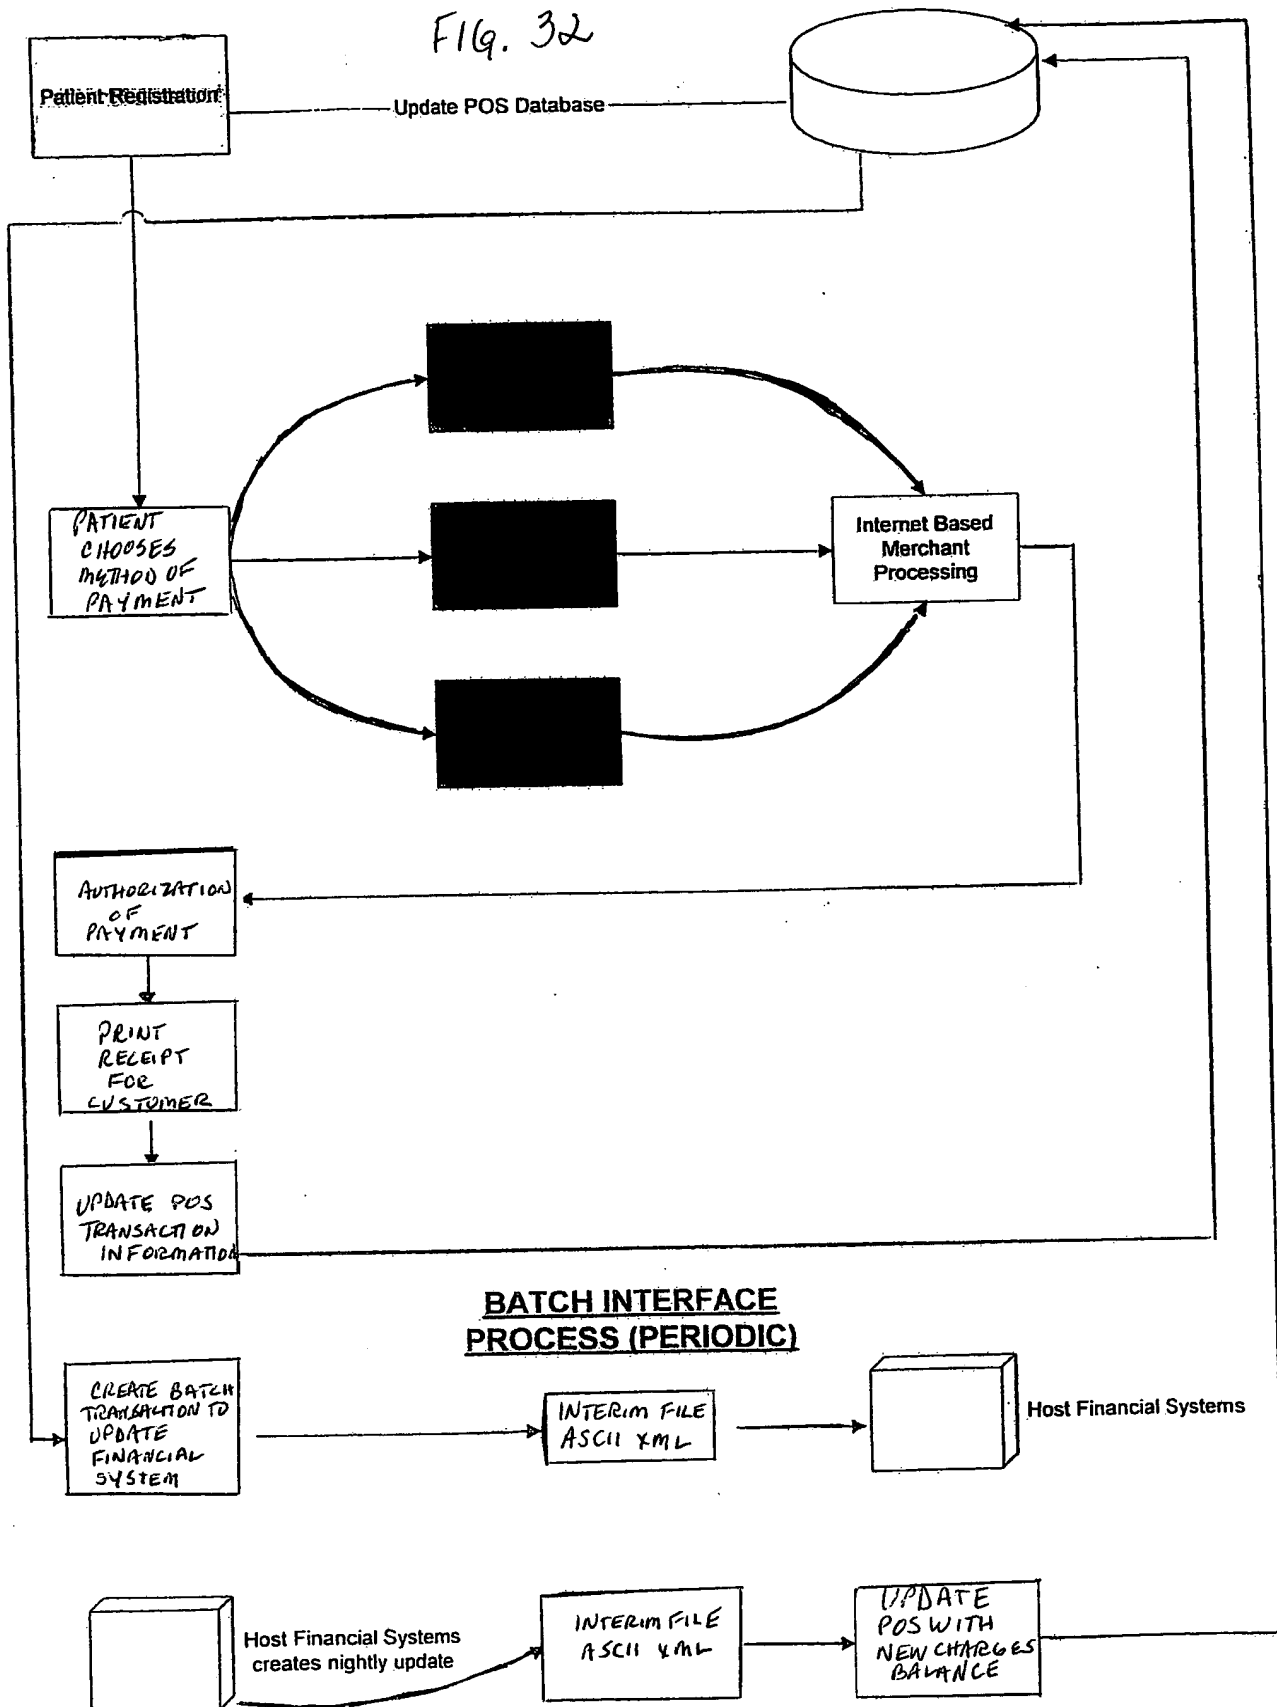 FIG. 32
Patient Registration
Update POS Database
PATIENT
CHOOSES
METHOD OF
PAYMENT
Internet Based
Merchant
Processing
AUTHORIZATION
OF
PAYMENT
PRINT
RECEIPT
FOR
CUSTOMER
UPDATE POS
TRANSACTION
INFORMATION
BATCH INTERFACE
PROCESS (PERIODIC)
CREATE BATCH
TRANSACTION TO
UPDATE
FINANCIAL
SYSTEM
INTERIM FILE
ASCII XML
Host Financial Systems
Host Financial Systems
creates nightly update
INTERIM FILE
ASCII XML
UPDATE
POS WITH
NEW CHARGES
BALANCE